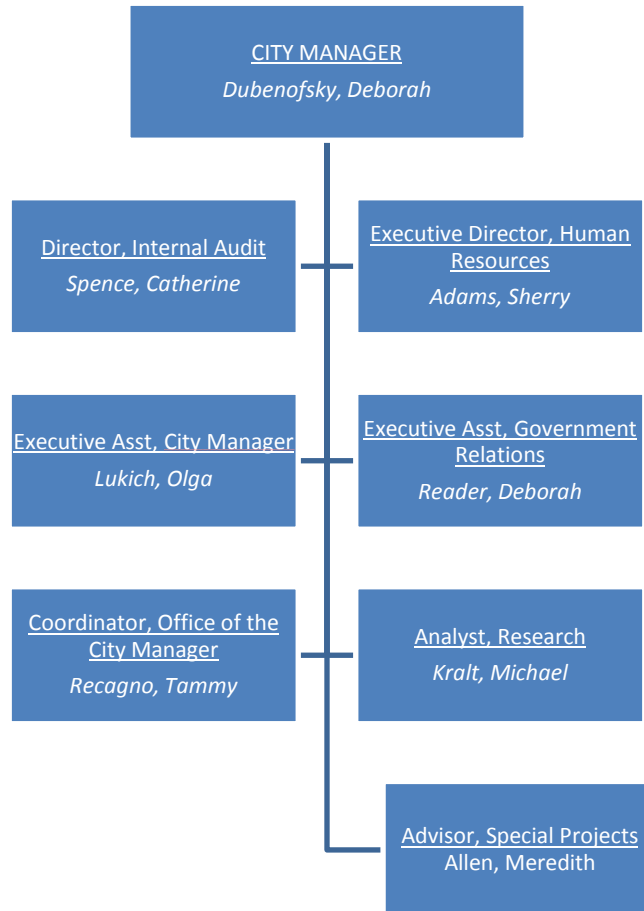 CITY MANAGER
Dubenofsky, Deborah
Director, Internal Audit
Spence, Catherine
Executive Director, Human
Resources
Adams, Sherry
Executive Asst, City Manager
Lukich, Olga
Executive Asst, Government
Relations
Reader, Deborah
Coordinator, Office of the
City Manager
Recagno, Tammy
Analyst, Research
Kralt, Michael
Advisor, Special Projects
Allen, Meredith